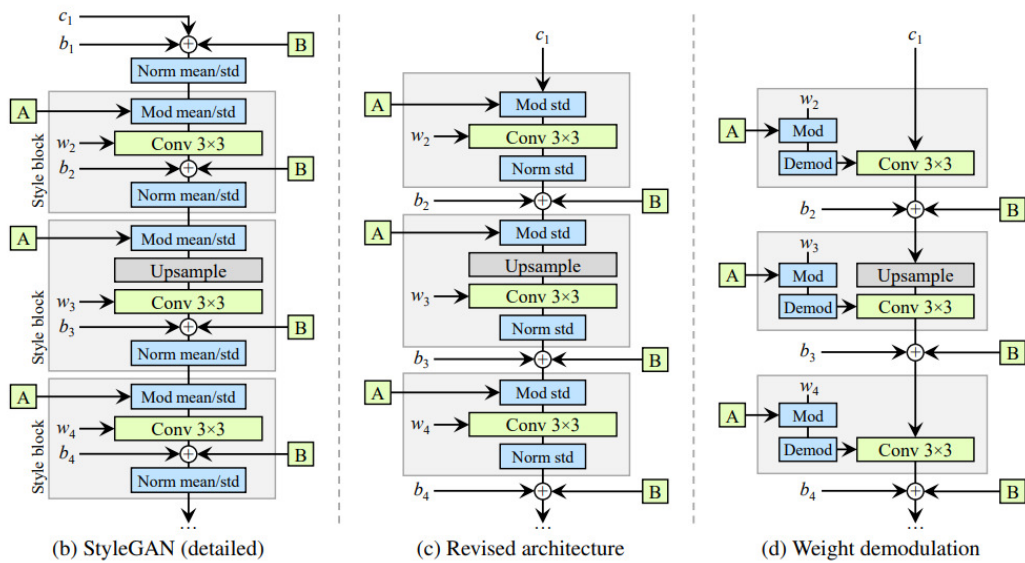 c1
b1
B
Norm mean/std
A
Mod mean/std
w2
Conv 3×3
b2
B
Norm mean/std
Style block
A
Mod mean/std
Upsample
w3
Conv 3×3
b3
B
Norm mean/std
Style block
A
Mod mean/std
w4
Conv 3×3
b4
B
Norm mean/std
Style block
...
(b) StyleGAN (detailed)
c1
A
Mod std
w2
Conv 3×3
Norm std
b2
B
A
Mod std
Upsample
w3
Conv 3×3
Norm std
b3
B
A
Mod std
w4
Conv 3×3
Norm std
b4
B
...
(c) Revised architecture
c1
w2
A
Mod
Demod
Conv 3×3
b2
B
w3
A
Mod
Upsample
Demod
Conv 3×3
b3
B
w4
A
Mod
Demod
Conv 3×3
b4
B
...
(d) Weight demodulation